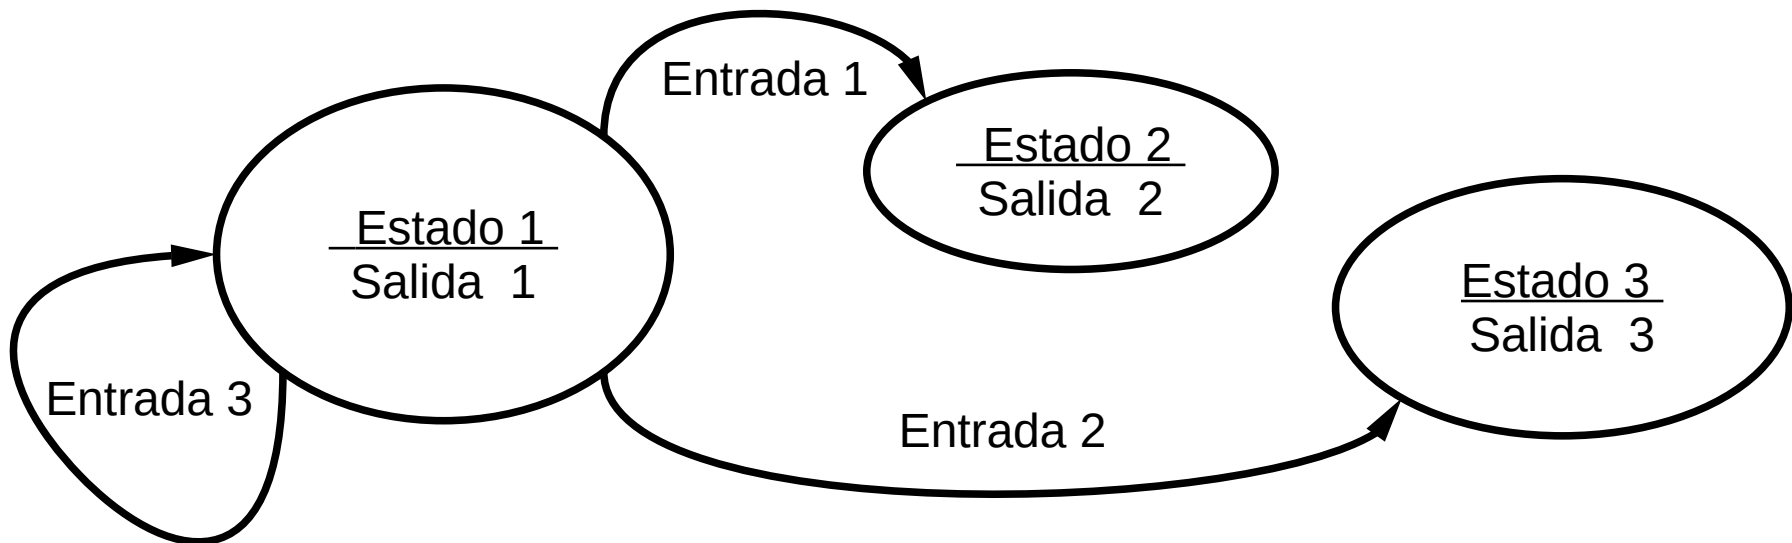 Entrada 1
Estado 2
Salida 2
Estado 1
Salida 1
Estado 3
Salida 3
Entrada 3
Entrada 2